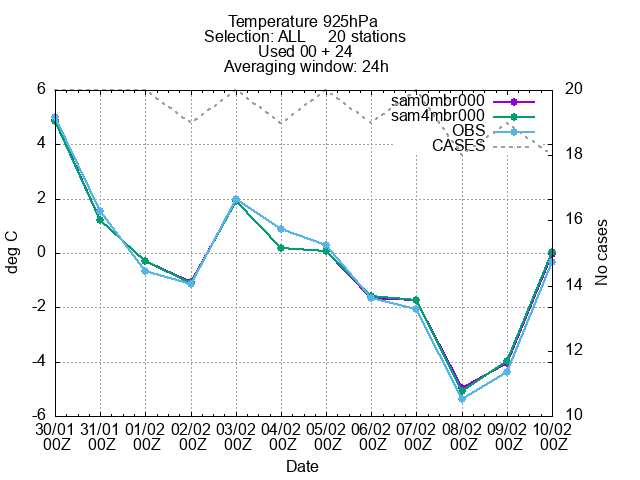 Temperature 925hPa
Selection: ALL 20 stations
Used 00 + 24
Averaging window: 24h
sam0mbr000
sam4mbr000
OBS
CASES
6
4
2
0
-2
-4
-6
deg C
20
18
16
14
12
10
No cases
30/01 31/01 01/02 02/02 03/02 04/02 05/02 06/02 07/02 08/02 09/02 10/02
00Z 00Z 00Z 00Z 00Z 00Z 00Z 00Z 00Z 00Z 00Z 00Z
Date